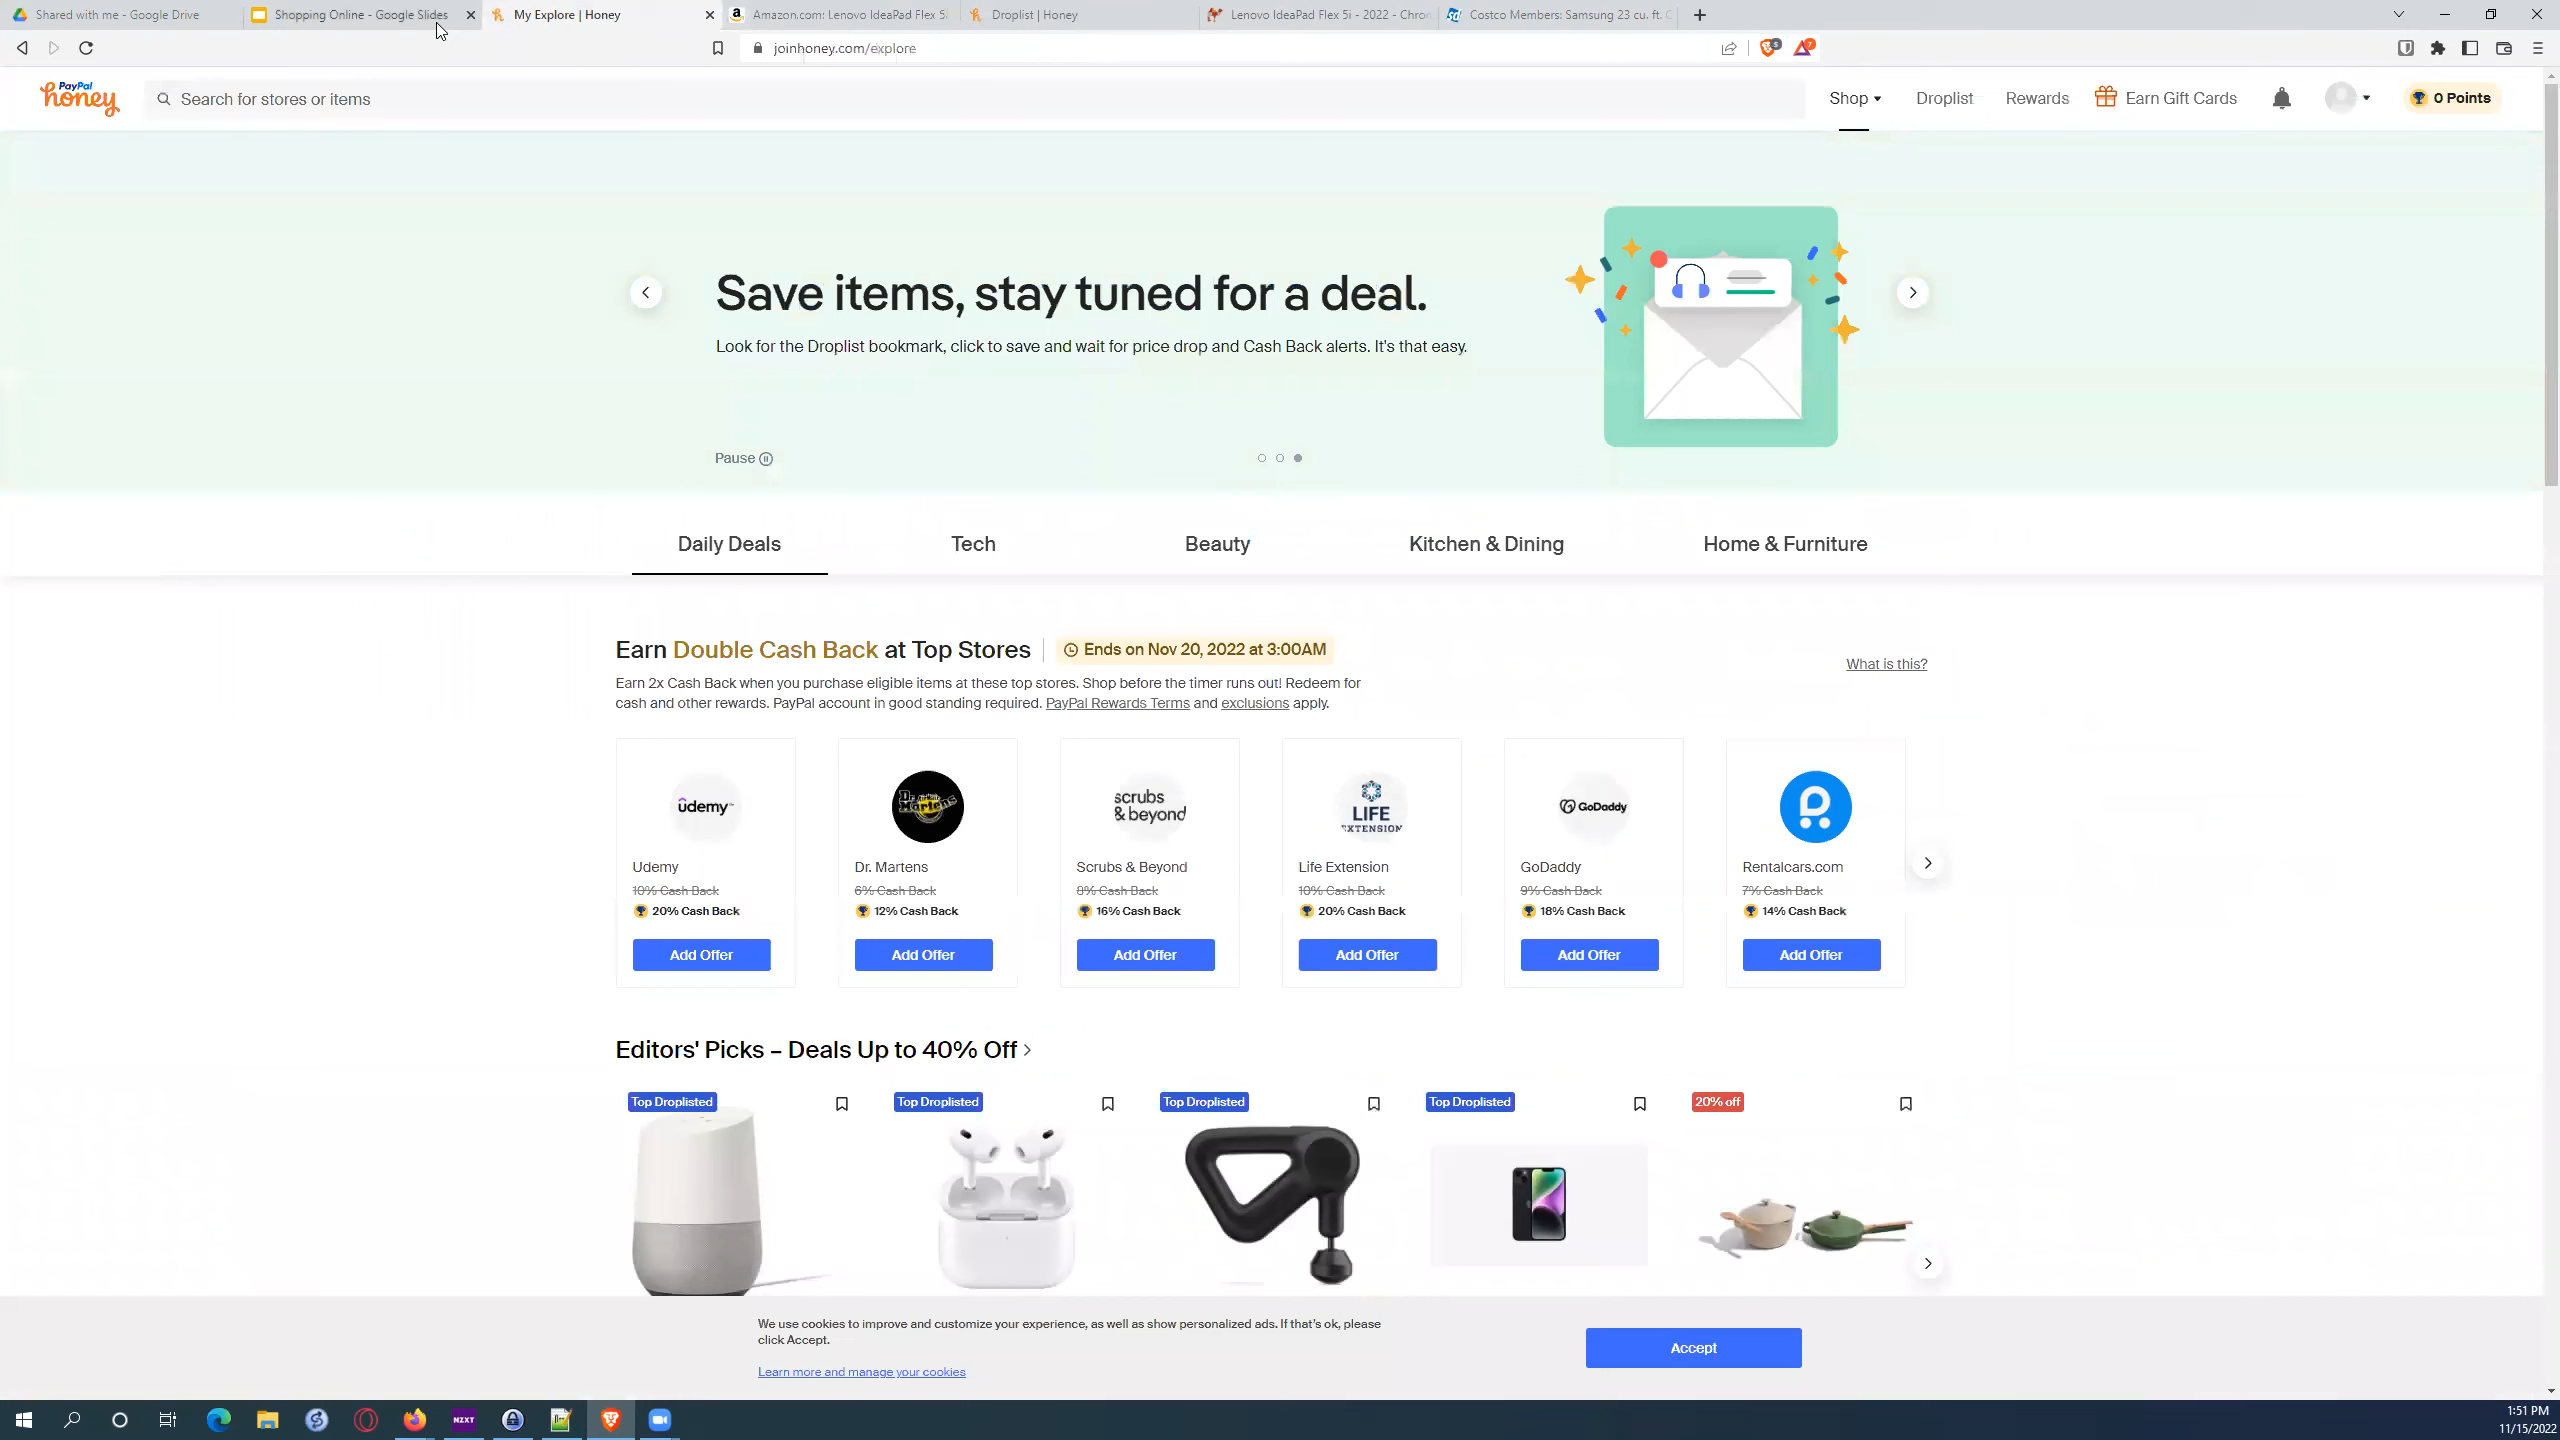 Shared with me - Google Drive
Shopping Online - Google Slides
My Explore | Honey
Amazon.com: Lenovo IdeaPad Flex 5i
Droplist | Honey
Lenovo IdeaPad Flex 5i - 2022 - Chron
Costco Members: Samsung 23 cu. ft. C
joinhoney.com/explore
PayPal
honey
Search for stores or items
Shop
Droplist
Rewards
Earn Gift Cards
0 Points
Save items, stay tuned for a deal.
Look for the Droplist bookmark, click to save and wait for price drop and Cash Back alerts. It's that easy.
Pause
Daily Deals
Tech
Beauty
Kitchen & Dining
Home & Furniture
Earn Double Cash Back at Top Stores
Ends on Nov 20, 2022 at 3:00AM
What is this?
Earn 2x Cash Back when you purchase eligible items at these top stores. Shop before the timer runs out! Redeem for
cash and other rewards. PayPal account in good standing required. PayPal Rewards Terms and exclusions apply.
udemy
Dr. Martens
scrubs
& beyond
LIFE
EXTENSION
GoDaddy
Udemy
10% Cash Back
20% Cash Back
Add Offer
Dr. Martens
6% Cash Back
12% Cash Back
Add Offer
Scrubs & Beyond
8% Cash Back
16% Cash Back
Add Offer
Life Extension
10% Cash Back
20% Cash Back
Add Offer
GoDaddy
9% Cash Back
18% Cash Back
Add Offer
Rentalcars.com
7% Cash Back
14% Cash Back
Add Offer
Editors' Picks – Deals Up to 40% Off
Top Droplisted
Top Droplisted
Top Droplisted
Top Droplisted
20% off
We use cookies to improve and customize your experience, as well as show personalized ads. If that's ok, please
click Accept.
Learn more and manage your cookies
Accept
NZXT
1:51 PM
11/15/2022